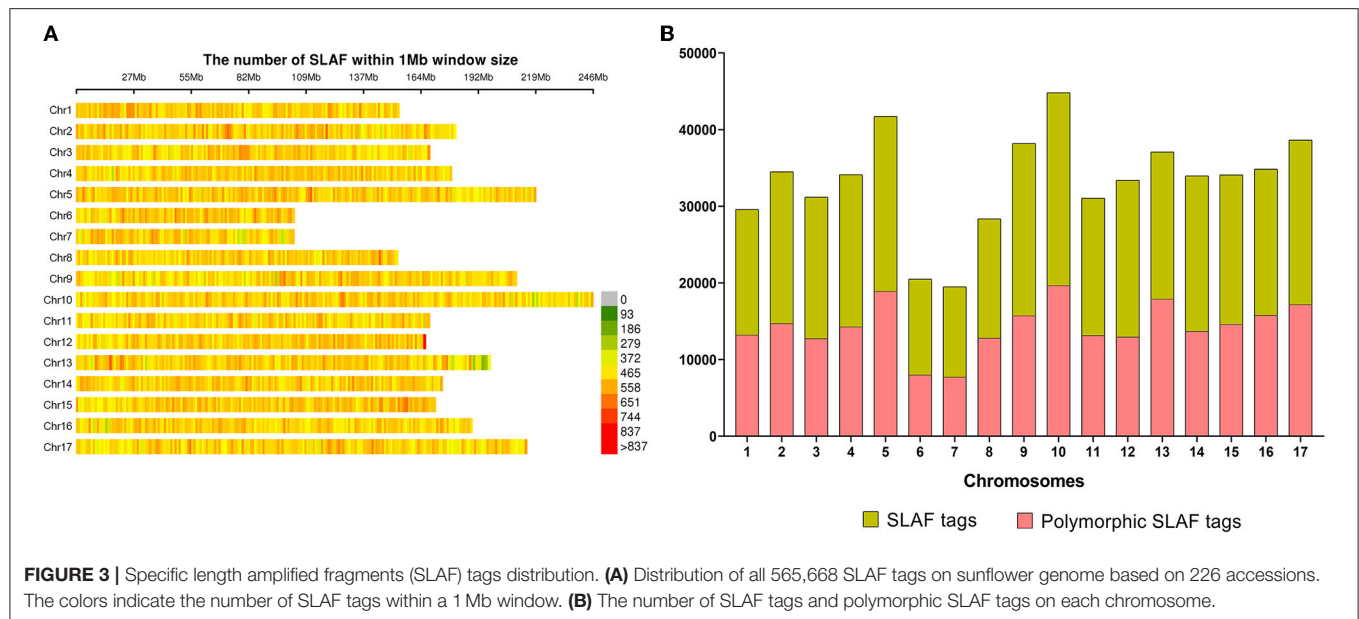 A
The number of SLAF within 1Mb window size
27Mb 55Mb 82Mb 109Mb 137Mb 164Mb 192Mb 219Mb 246Mb
Chr1
Chr2
Chr3
Chr4
Chr5
Chr6
Chr7
Chr8
Chr9
Chr10
Chr11
Chr12
Chr13
Chr14
Chr15
Chr16
Chr17
0
93
186
279
372
465
558
651
744
837
>837
B
50000
40000
30000
20000
10000
0
1 2 3 4 5 6 7 8 9 10 11 12 13 14 15 16 17
Chromosomes
SLAF tags Polymorphic SLAF tags
FIGURE 3 | Specific length amplified fragments (SLAF) tags distribution. (A) Distribution of all 565,668 SLAF tags on sunflower genome based on 226 accessions.
The colors indicate the number of SLAF tags within a 1 Mb window. (B) The number of SLAF tags and polymorphic SLAF tags on each chromosome.